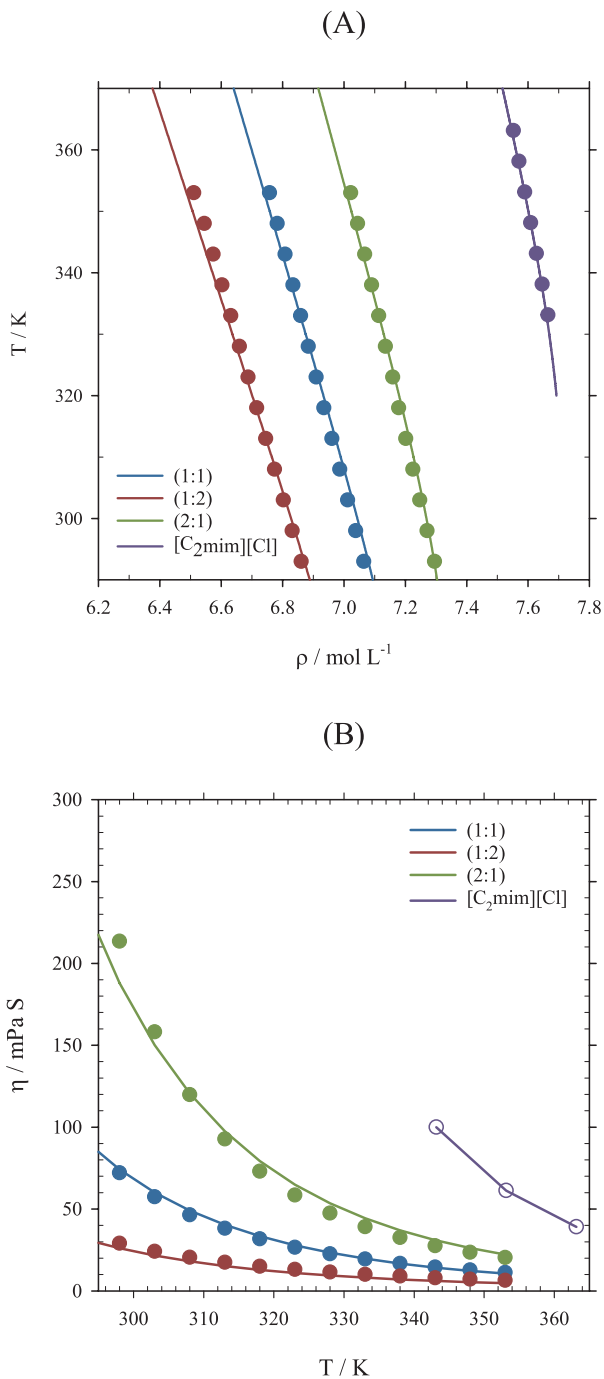 (A)
360
340
320
300
T / K
(1:1)
(1:2)
(2:1)
[C2mim][Cl]
6.2 6.4 6.6 6.8 7.0 7.2 7.4 7.6 7.8
ρ / mol L-1
(B)
300
250
200
150
100
50
0
η / mPa S
(1:1)
(1:2)
(2:1)
[C2mim][Cl]
300 310 320 330 340 350 360
T / K